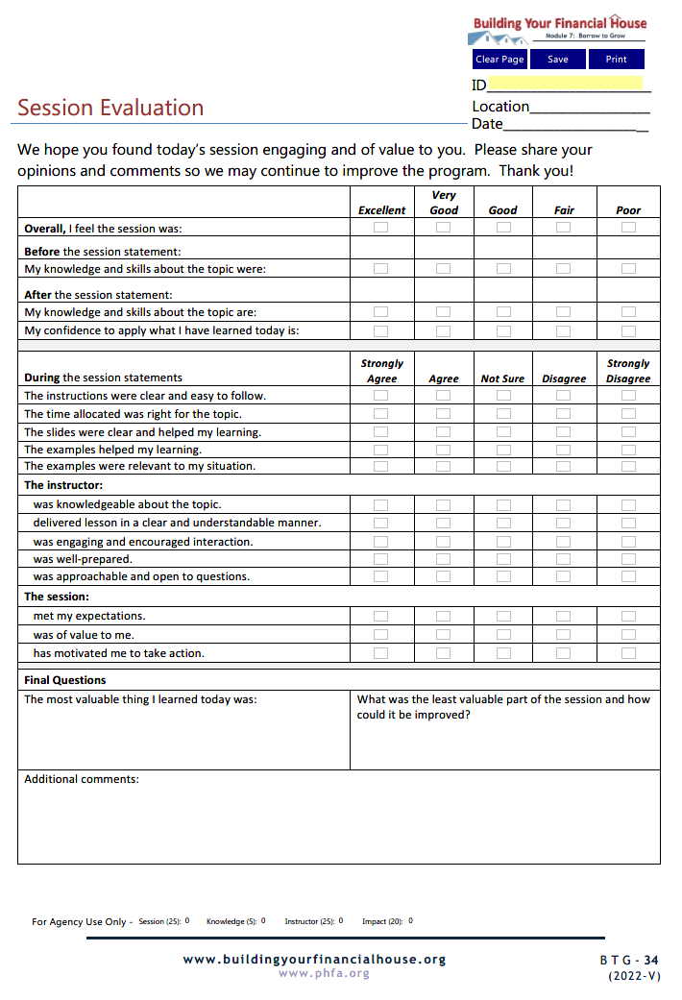 Building Your Financial House
Module 7: Borrow to Grow
Clear Page Save Print
ID
Location
Date
Session Evaluation
We hope you found today's session engaging and of value to you. Please share your
opinions and comments so we may continue to improve the program. Thank you!
Excellent Very Good Good Fair Poor
Overall, I feel the session was:
Before the session statement:
My knowledge and skills about the topic were:
After the session statement:
My knowledge and skills about the topic are:
My confidence to apply what I have learned today is:
During the session statements Strongly Agree Agree Not Sure Disagree Strongly Disagree
The instructions were clear and easy to follow.
The time allocated was right for the topic.
The slides were clear and helped my learning.
The examples helped my learning.
The examples were relevant to my situation.
The instructor:
was knowledgeable about the topic.
delivered lesson in a clear and understandable manner.
was engaging and encouraged interaction.
was well-prepared.
was approachable and open to questions.
The session:
met my expectations.
was of value to me.
has motivated me to take action.
Final Questions
The most valuable thing I learned today was:
What was the least valuable part of the session and how
could it be improved?
Additional comments:
For Agency Use Only - Session (25): 0 Knowledge (5): 0 Instructor (25): 0 Impact (20): 0
www.buildingyourfinancialhouse.org
www.phfa.org
BTG - 34
(2022-V)